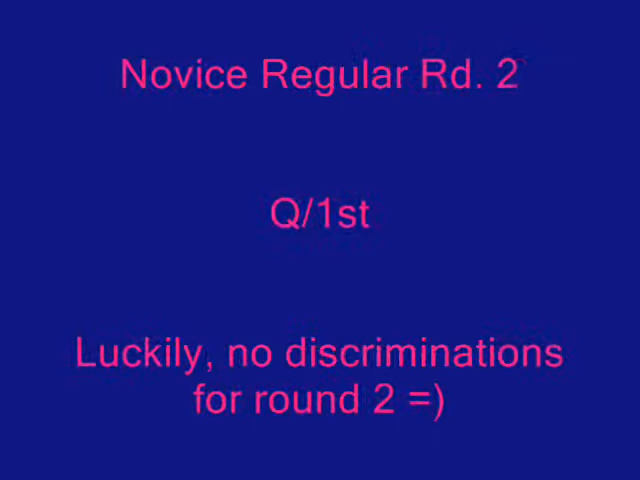 Novice Regular Rd. 2
Q/1st
Luckily, no discriminations
for round 2 =)